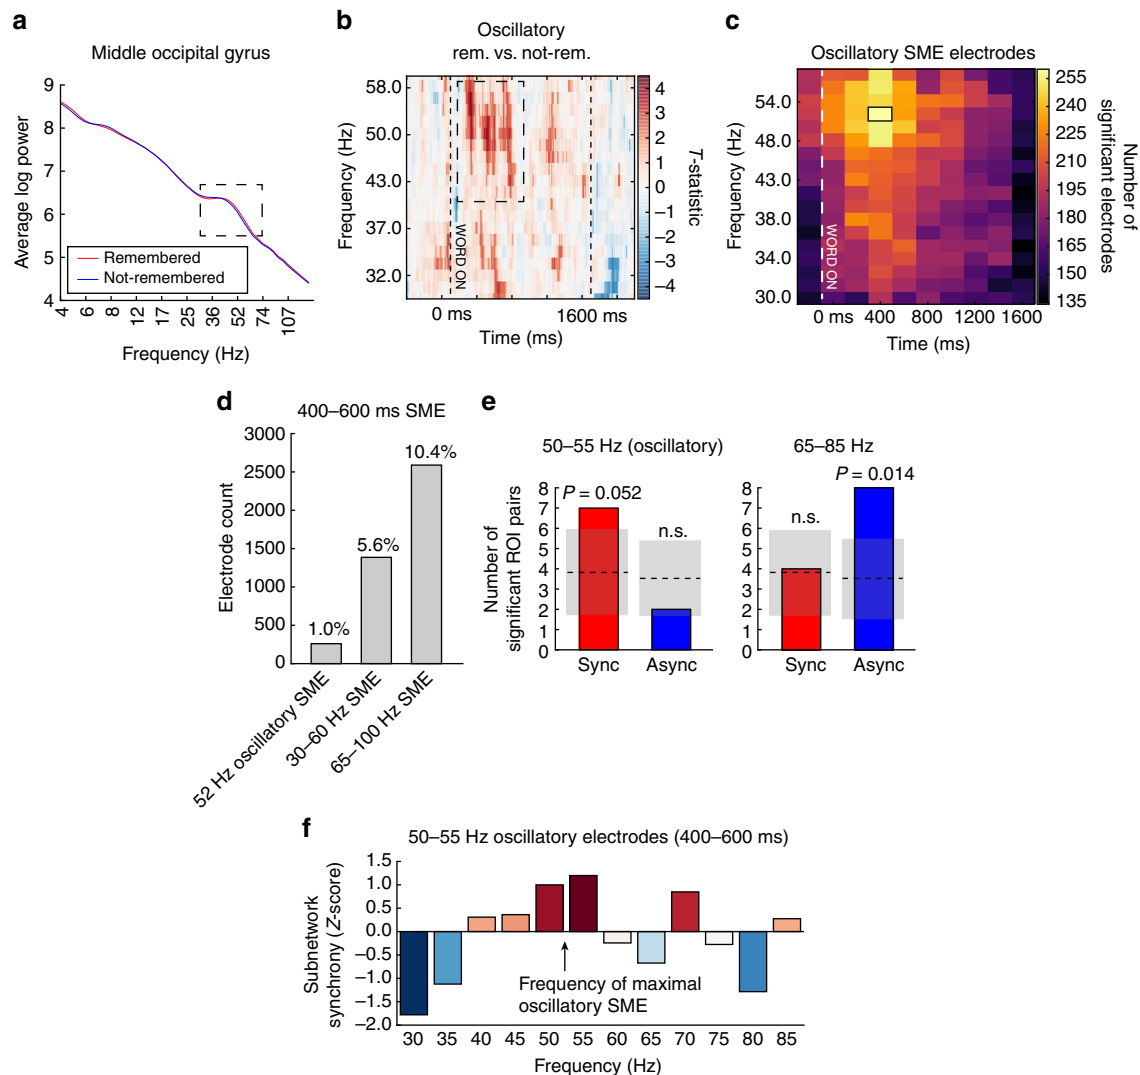 a
Middle occipital gyrus
Average log power
9
8
7
6
5
4
Remembered
Not-remembered
4
6
8
12
17
25
36
52
74
107
Frequency (Hz)
b
Oscillatory
rem. vs. not-rem.
Frequency (Hz)
58.0
50.0
43.0
37.0
32.0
WORD ON
0 ms
1600 ms
Time (ms)
4
3
2
1
0
−1
−2
−3
−4
T-statistic
c
Oscillatory SME electrodes
Frequency (Hz)
54.0
48.0
43.0
38.0
34.0
30.0
WORD ON
0 ms
400
800
1200
1600
Time (ms)
255
240
225
210
195
180
165
150
135
Number of
significant electrodes
d
400–600 ms SME
Electrode count
3000
2500
2000
1500
1000
500
0
1.0%
5.6%
10.4%
52 Hz oscillatory SME
30–60 Hz SME
65–100 Hz SME
e
50–55 Hz (oscillatory)
Number of
significant ROI pairs
8
7
6
5
4
3
2
1
0
P = 0.052
n.s.
Sync
Async
65–85 Hz
8
7
6
5
4
3
2
1
0
n.s.
P = 0.014
Sync
Async
f
50–55 Hz oscillatory electrodes (400–600 ms)
Subnetwork
synchrony (Z-score)
1.5
1.0
0.5
0.0
−0.5
−1.0
−1.5
−2.0
Frequency of maximal
oscillatory SME
30
35
40
45
50
55
60
65
70
75
80
85
Frequency (Hz)